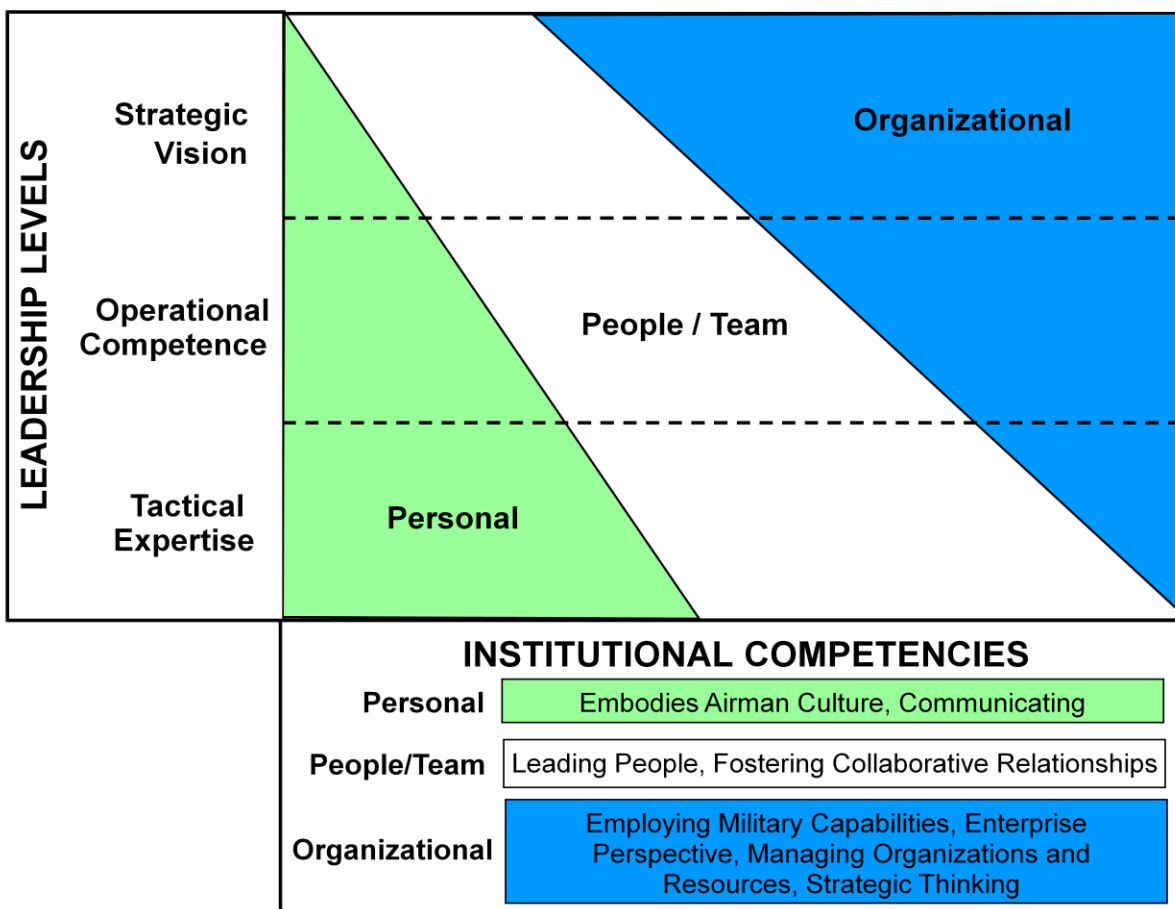 LEADERSHIP LEVELS
Strategic
Vision
Organizational
Operational
Competence
People / Team
Tactical
Expertise
Personal
INSTITUTIONAL COMPETENCIES
Personal
Embodies Airman Culture, Communicating
People/Team
Leading People, Fostering Collaborative Relationships
Organizational
Employing Military Capabilities, Enterprise
Perspective, Managing Organizations and
Resources, Strategic Thinking